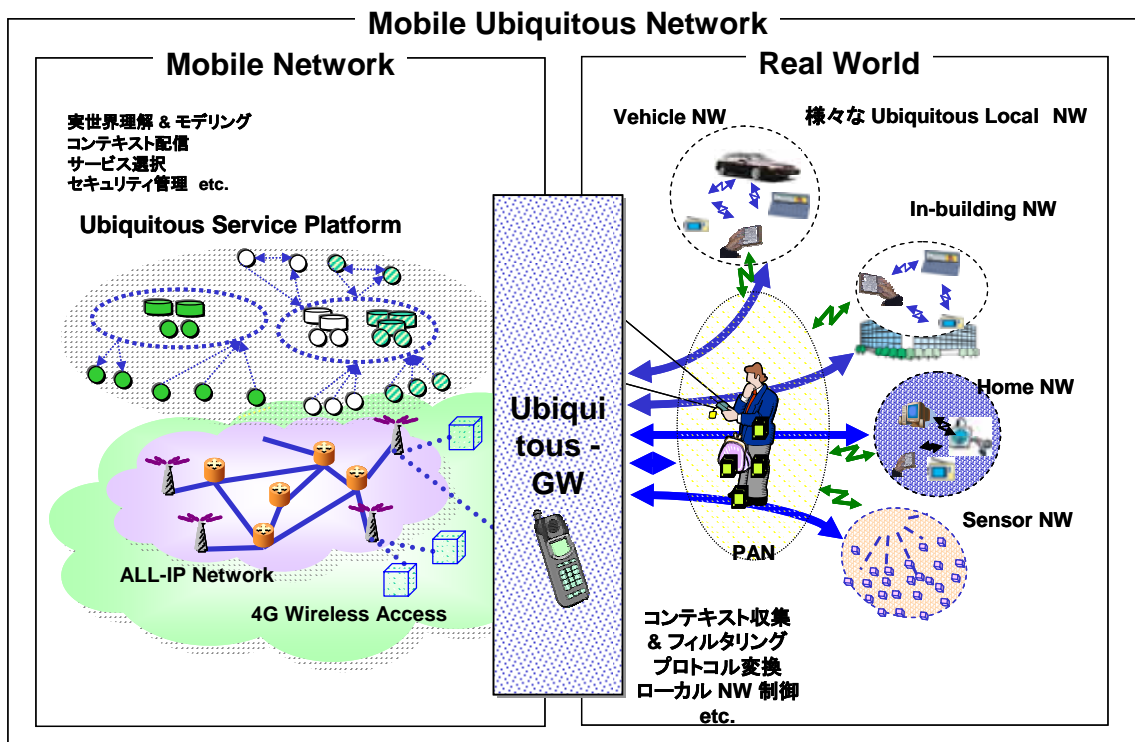 Mobile Ubiquitous Network
Mobile Network
実世界理解 & モデリング
コンテキスト配信
サービス選択
セキュリティ管理 etc.
Ubiquitous Service Platform
ALL-IP Network
4G Wireless Access
Ubiqui
tous -
GW
Real World
Vehicle NW
様々な Ubiquitous Local NW
In-building NW
Home NW
Sensor NW
PAN
コンテキスト収集
& フィルタリング
プロトコル変換
ローカル NW 制御
etc.